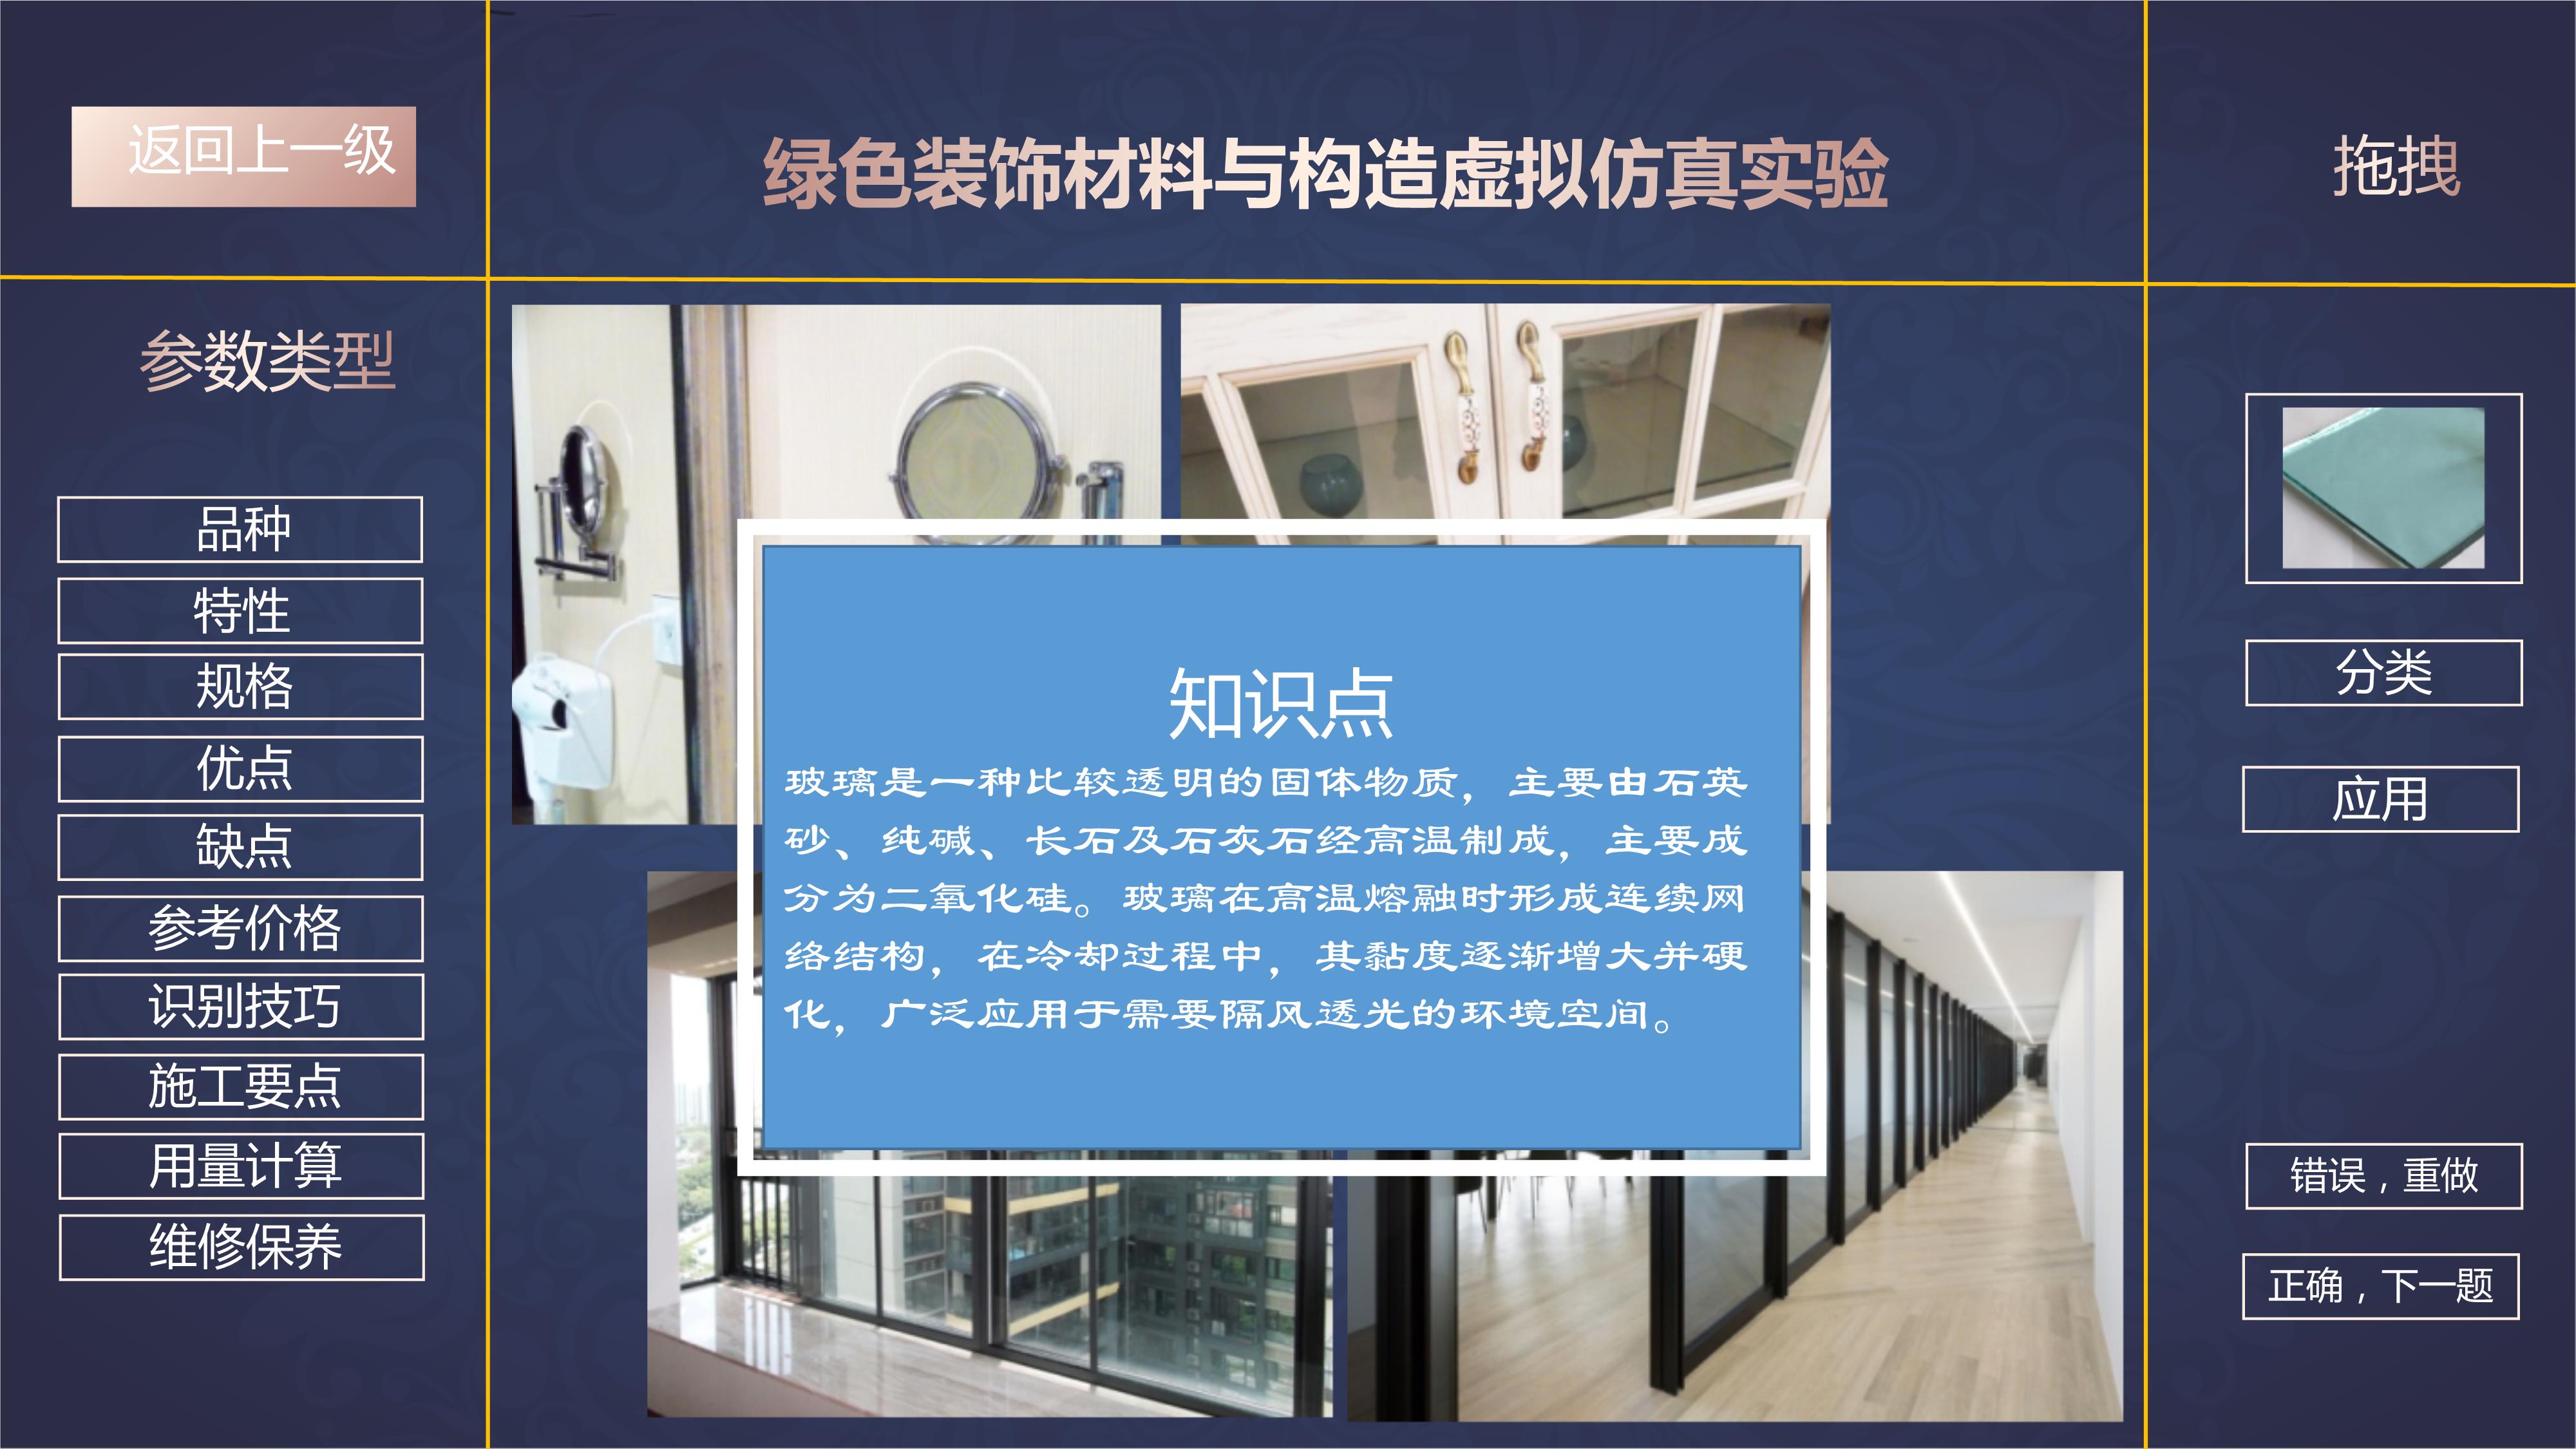 返回上一级
绿色装饰材料与构造虚拟仿真实验
拖拽
参数类型
品种
特性
规格
优点
缺点
参考价格
识别技巧
施工要点
用量计算
维修保养
知识点
玻璃是一种比较透明的固体物质，主要由石英
砂、纯碱、长石及石灰石经高温制成，主要成
分为二氧化硅。玻璃在高温熔融时形成连续网
络结构，在冷却过程中，其黏度逐渐增大并硬
化，广泛应用于需要隔风透光的环境空间。
分类
应用
错误，重做
正确，下一题